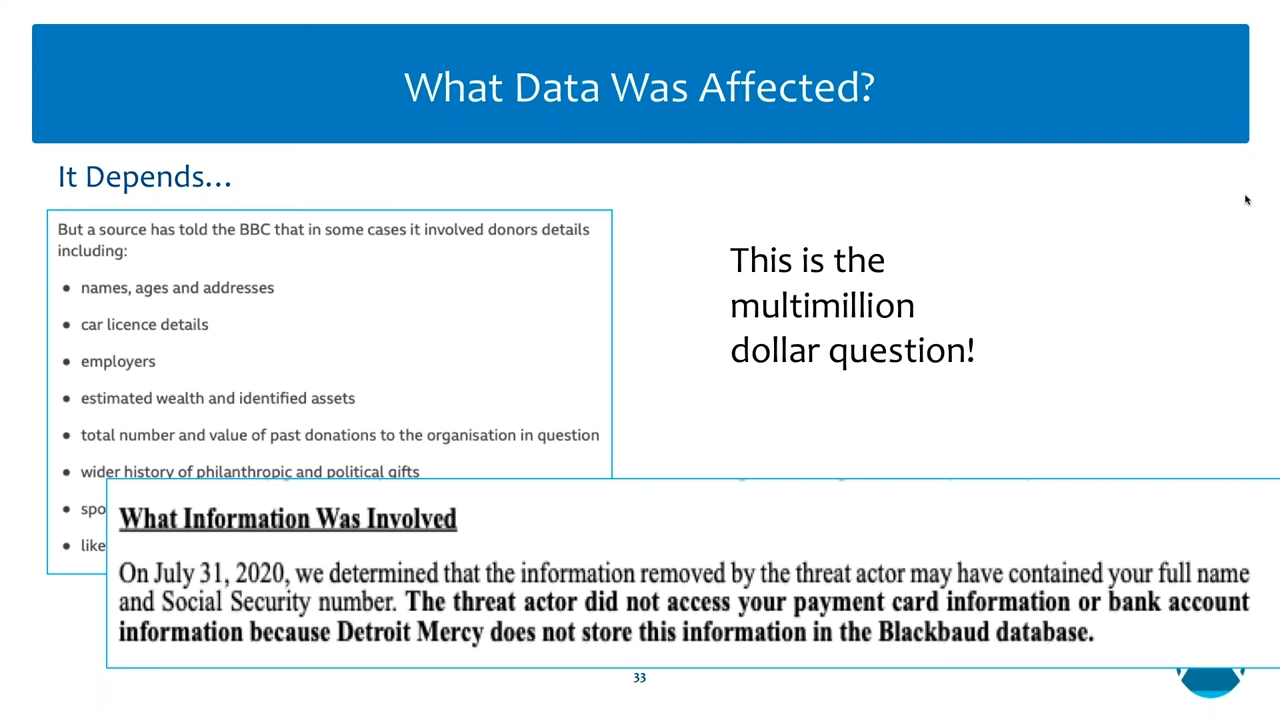 What Data Was Affected?
It Depends...
But a source has told the BBC that in some cases it involved donors details
including:
• names, ages and addresses
• car licence details
• employers
• estimated wealth and identified assets
• total number and value of past donations to the organisation in question
• wider history of philanthropic and political gifts
• spo
• like
This is the
multimillion
dollar question!
What Information Was Involved
On July 31, 2020, we determined that the information removed by the threat actor may have contained your full name
and Social Security number. The threat actor did not access your payment card information or bank account
information because Detroit Mercy does not store this information in the Blackbaud database.
33